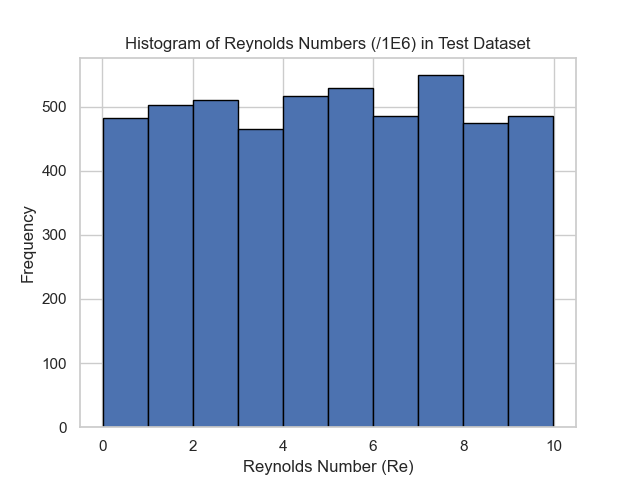 Histogram of Reynolds Numbers (/1E6) in Test Dataset
500
400
300
200
100
0
Frequency
0 2 4 6 8 10
Reynolds Number (Re)